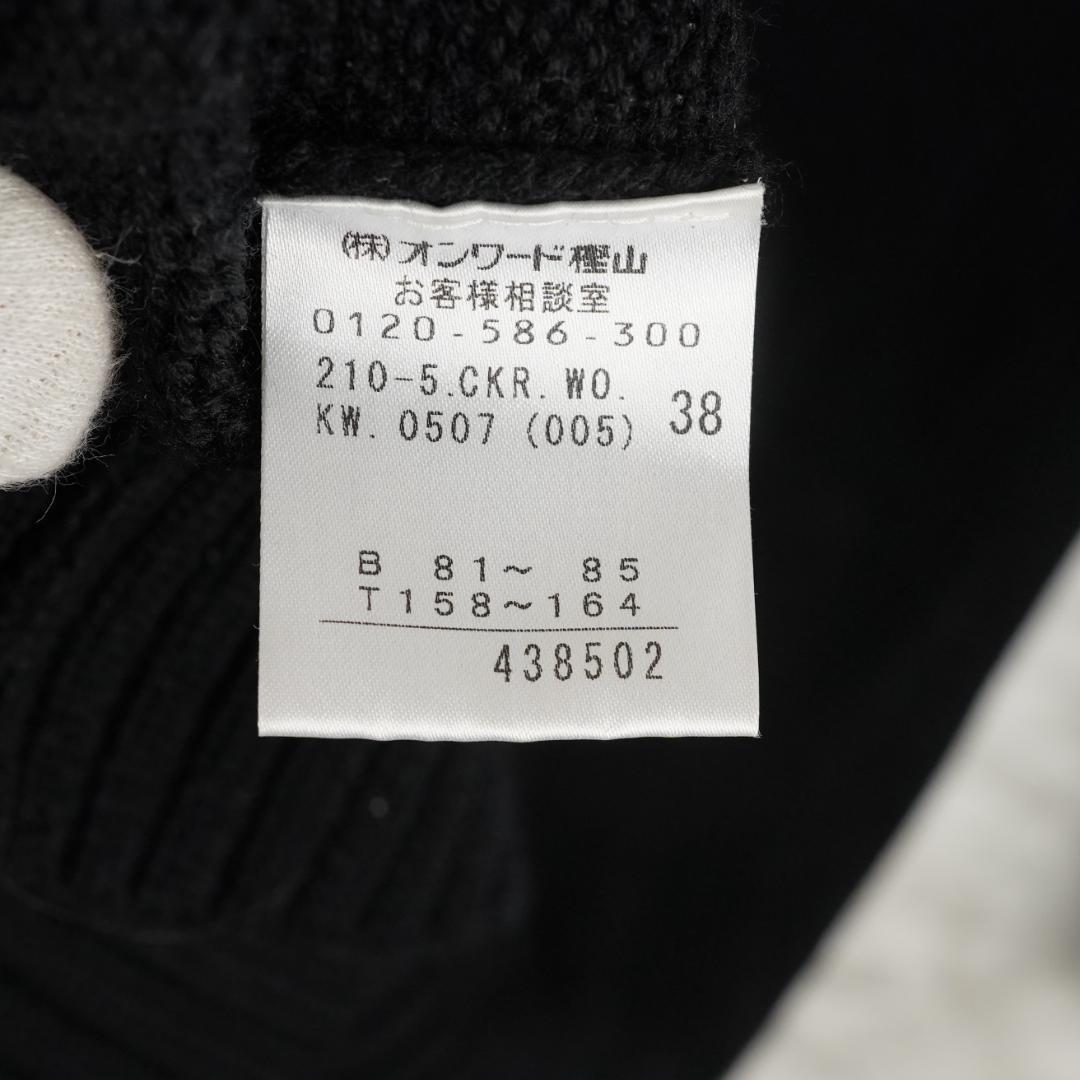 (株)オンワード樫山
お客様相談室
0120-586-300
210-5.CKR.WO.
KW.0507 (005) 38
B 81～ 85
T158～164
438502